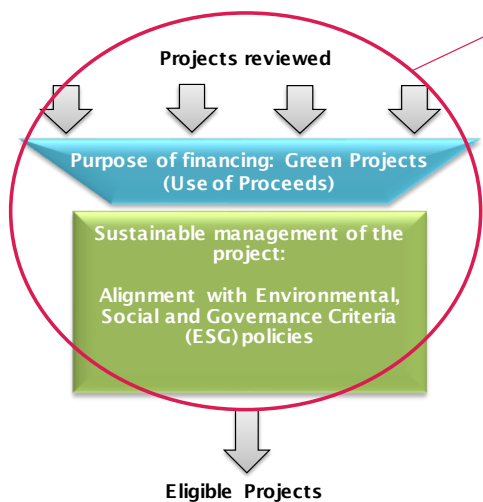 Projects reviewed
Purpose of financing: Green Projects
(Use of Proceeds)
Sustainable management of the
project:
Alignment with Environmental,
Social and Governance Criteria
(ESG) policies
Eligible Projects